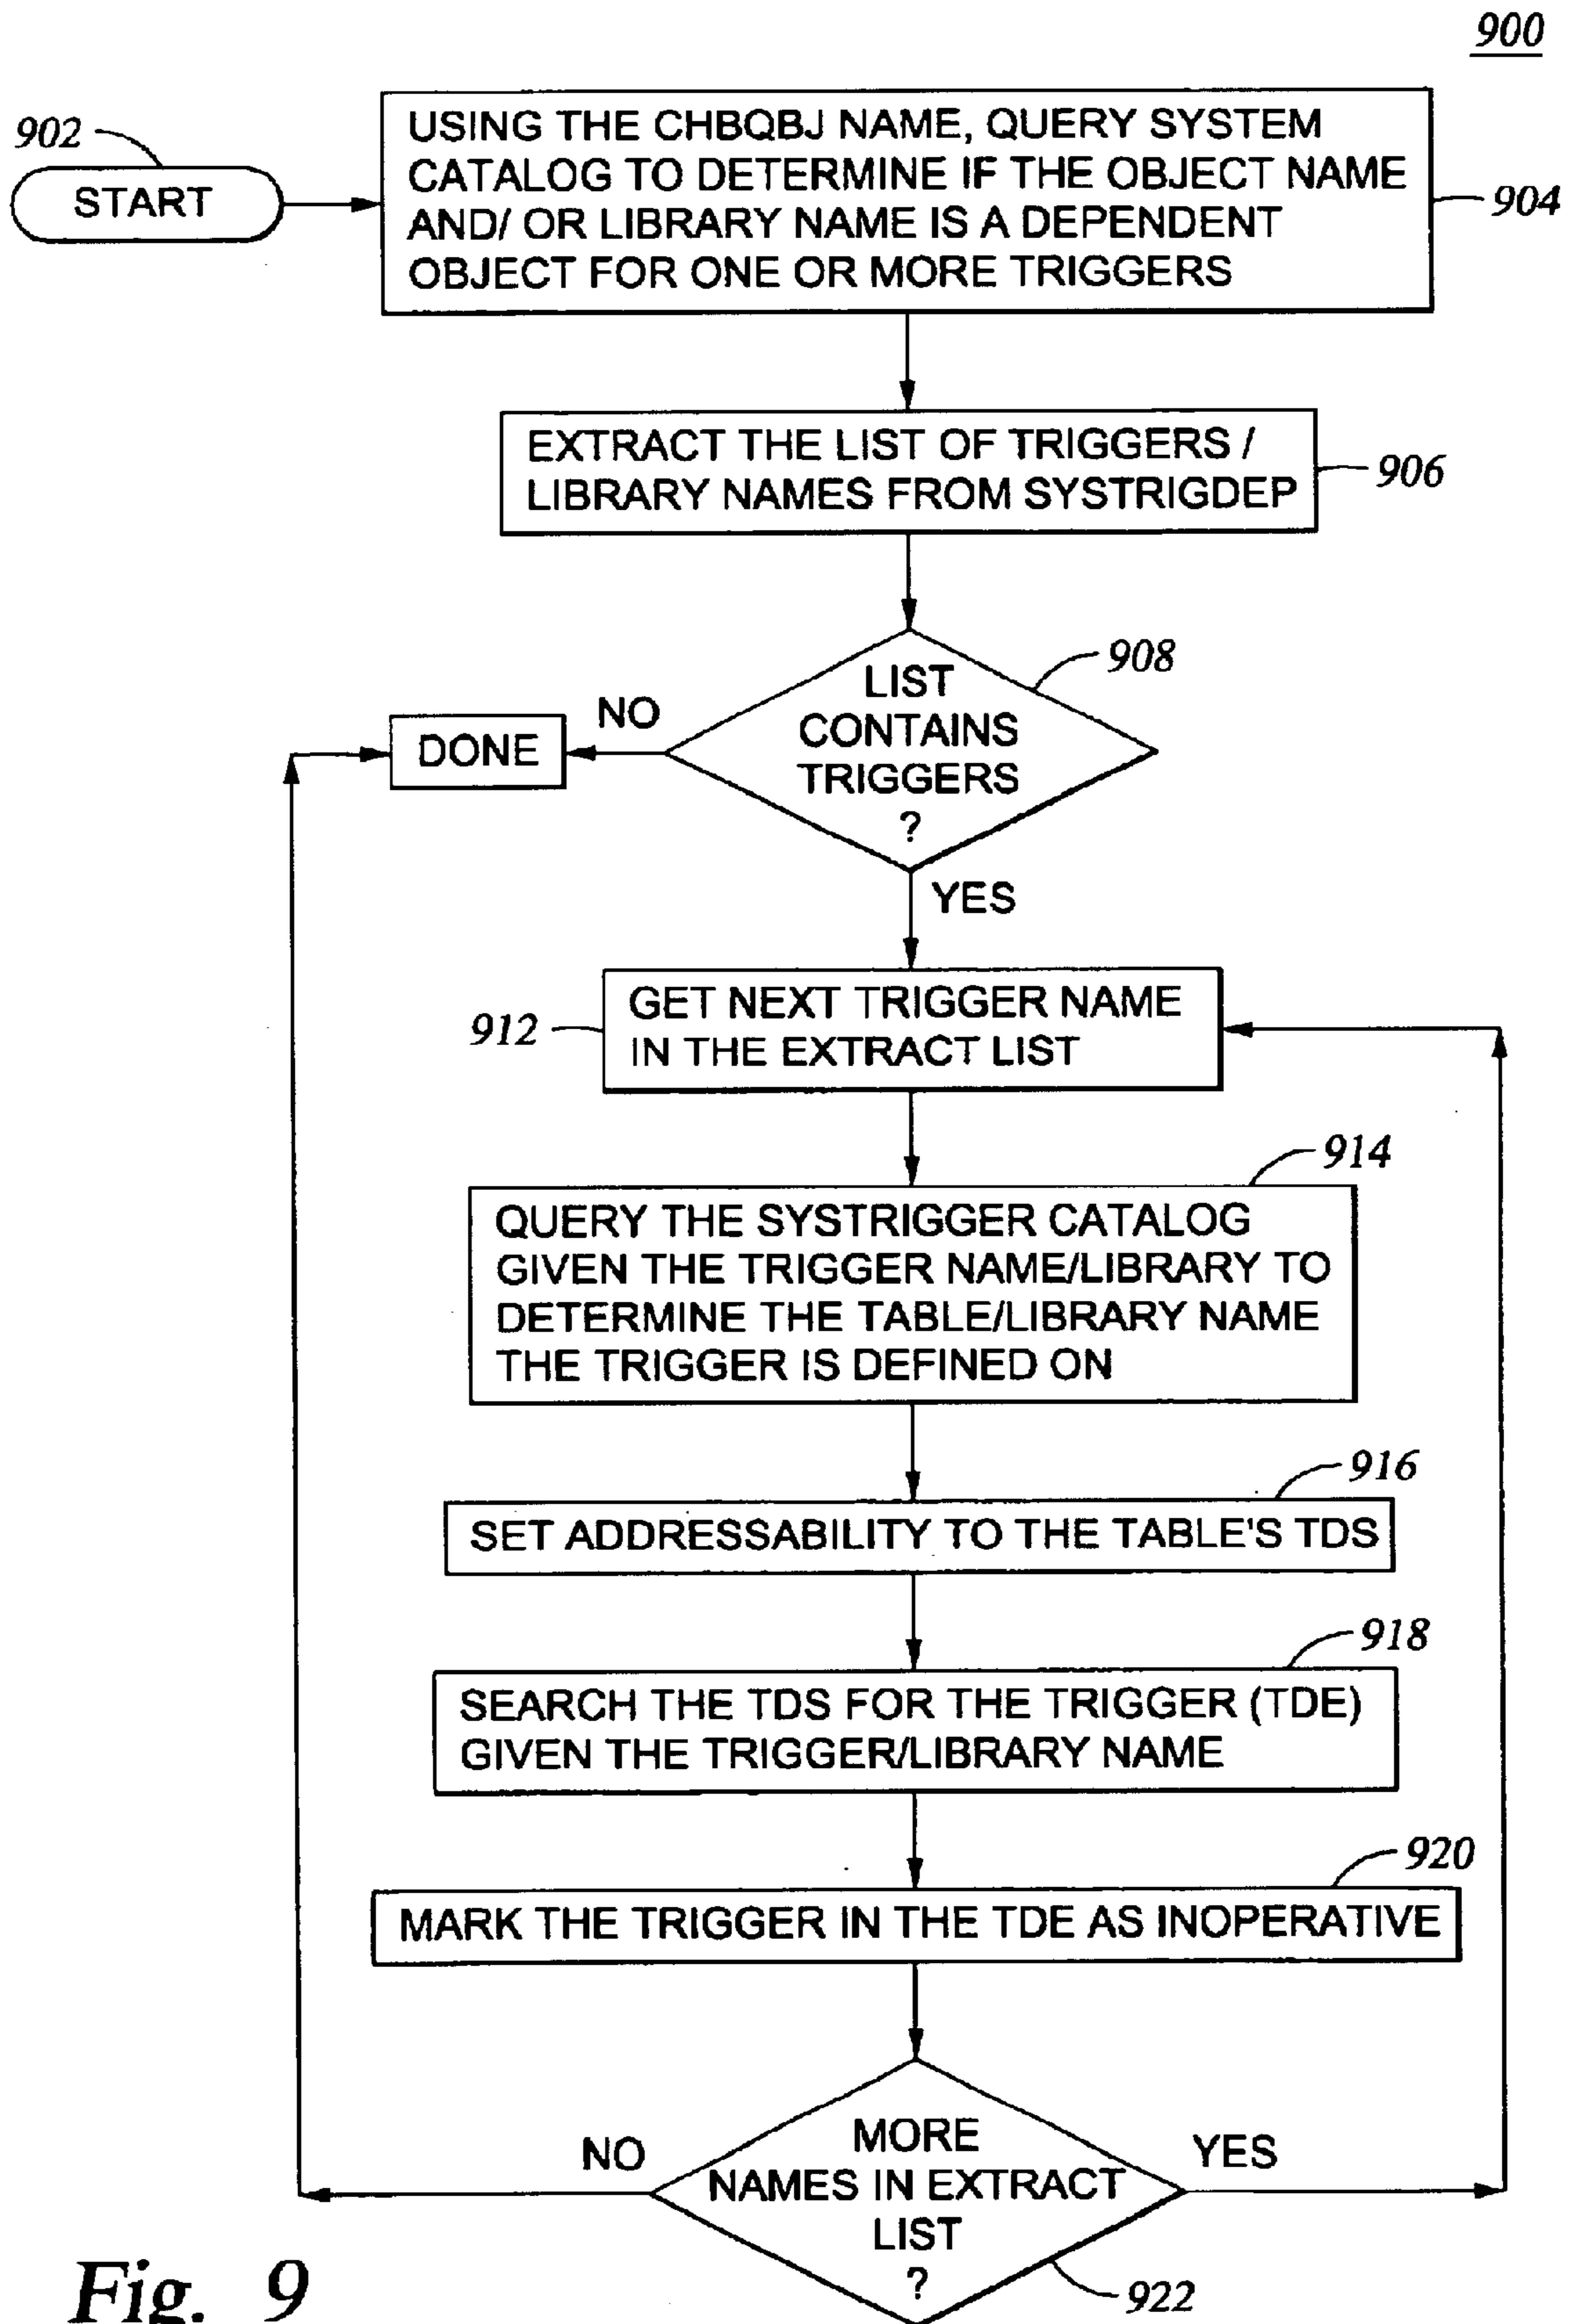 900
902
START
USING THE CHBQBJ NAME, QUERY SYSTEM
CATALOG TO DETERMINE IF THE OBJECT NAME
AND/ OR LIBRARY NAME IS A DEPENDENT
OBJECT FOR ONE OR MORE TRIGGERS
904
EXTRACT THE LIST OF TRIGGERS /
LIBRARY NAMES FROM SYSTRIGDEP
906
908
LIST
CONTAINS
TRIGGERS
?
NO
DONE
YES
912
GET NEXT TRIGGER NAME
IN THE EXTRACT LIST
914
QUERY THE SYSTRIGGER CATALOG
GIVEN THE TRIGGER NAME/LIBRARY TO
DETERMINE THE TABLE/LIBRARY NAME
THE TRIGGER IS DEFINED ON
916
SET ADDRESSABILITY TO THE TABLE'S TDS
918
SEARCH THE TDS FOR THE TRIGGER (TDE)
GIVEN THE TRIGGER/LIBRARY NAME
920
MARK THE TRIGGER IN THE TDE AS INOPERATIVE
NO
MORE
NAMES IN EXTRACT
LIST
?
YES
922
Fig. 9